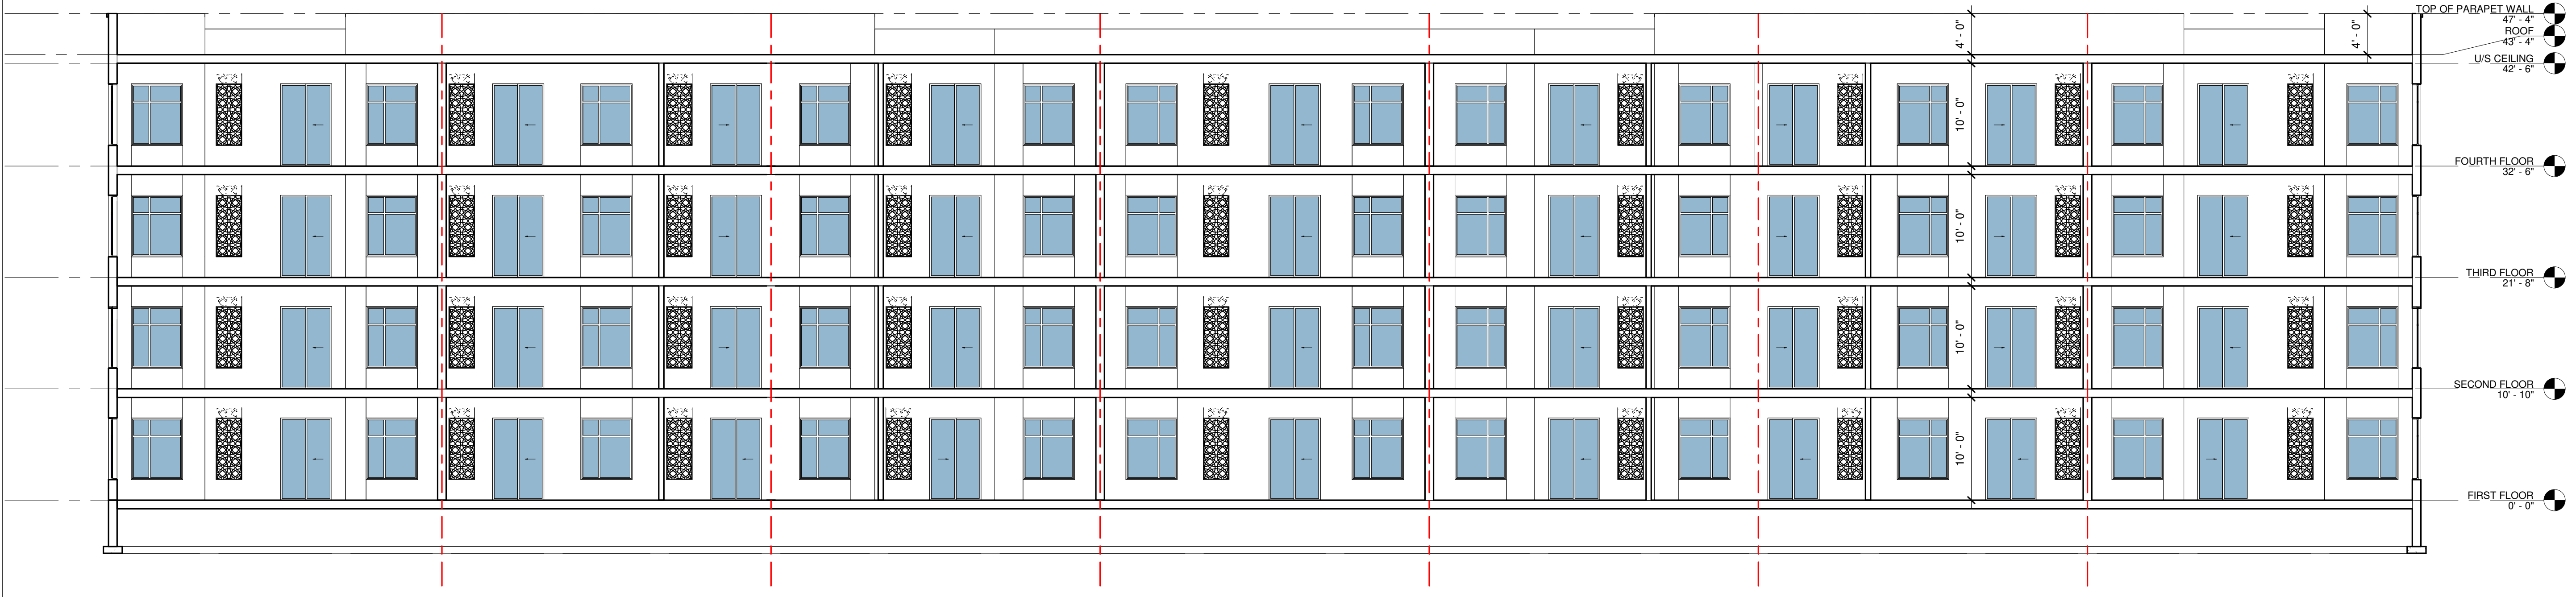 TOP OF PARAPET WALL
47' - 4"
ROOF
43' - 4"
U/S CEILING
42' - 6"
4' - 0"
4' - 0"
10' - 0"
FOURTH FLOOR
32' - 6"
10' - 0"
THIRD FLOOR
21' - 8"
10' - 0"
SECOND FLOOR
10' - 10"
10' - 0"
FIRST FLOOR
0' - 0"